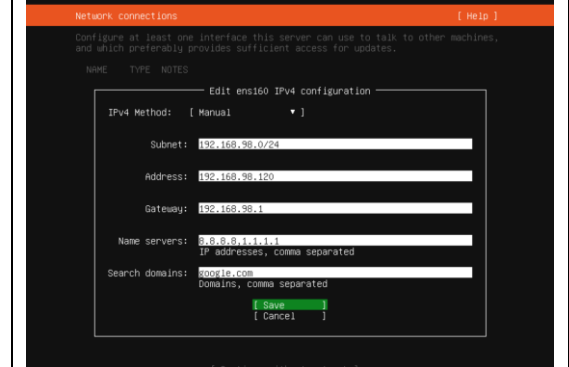 Network connections [ Help ]
Configure at least one interface this server can use to talk to other machines,
and which preferably provides sufficient access for updates.
NAME TYPE NOTES
Edit ens160 IPv4 configuration
IPv4 Method: [ Manual ▾ ]
Subnet: 192.168.98.0/24
Address: 192.168.98.120
Gateway: 192.168.98.1
Name servers: 8.8.8.8,1.1.1.1
IP addresses, comma separated
Search domains: google.com
Domains, comma separated
[ Save ]
[ Cancel ]